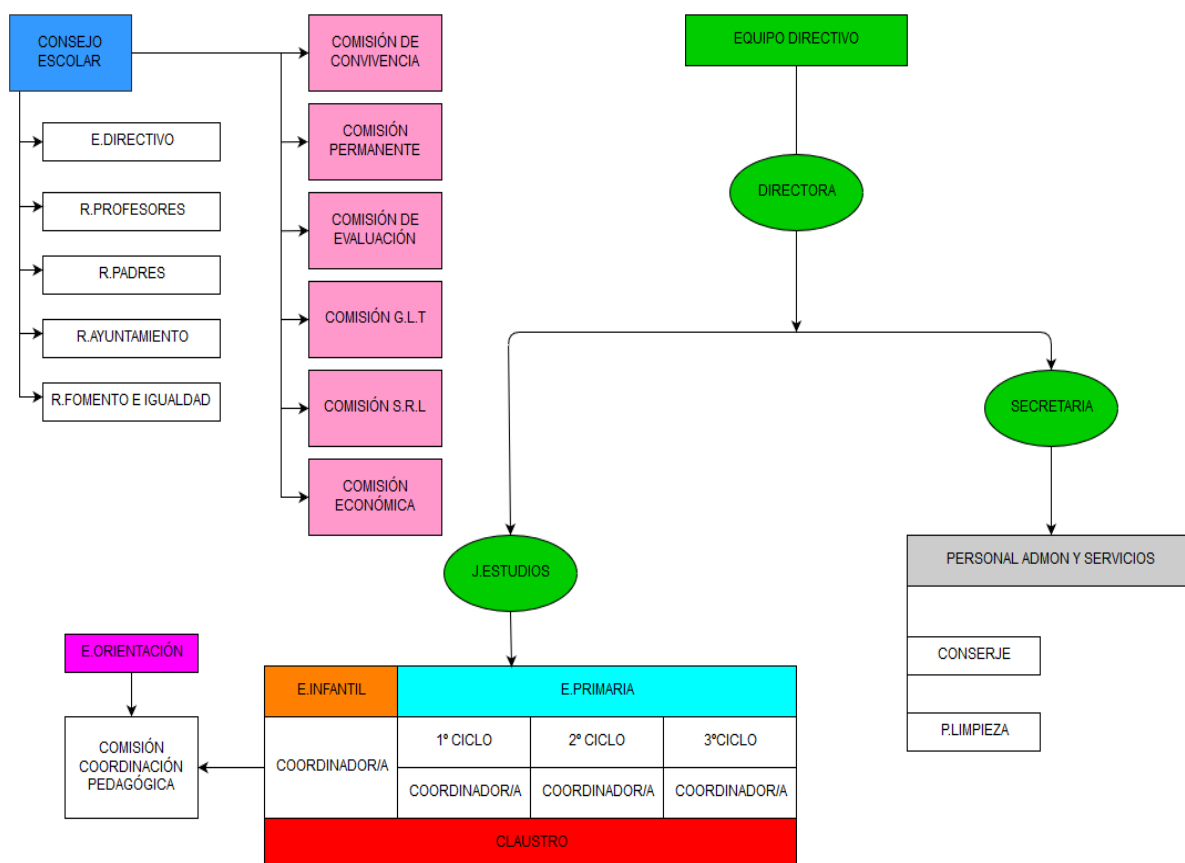 CONSEJO
ESCOLAR
E.DIRECTIVO
R.PROFESORES
R.PADRES
R.AYUNTAMIENTO
R.FOMENTO E IGUALDAD
COMISIÓN DE
CONVIVENCIA
COMISIÓN
PERMANENTE
COMISIÓN DE
EVALUACIÓN
COMISIÓN G.L.T
COMISIÓN S.R.L
COMISIÓN
ECONÓMICA
EQUIPO DIRECTIVO
DIRECTORA
SECRETARIA
J.ESTUDIOS
PERSONAL ADMON Y SERVICIOS
CONSERJE
P.LIMPIEZA
E.ORIENTACIÓN
COMISIÓN
COORDINACIÓN
PEDAGÓGICA
E.INFANTIL
E.PRIMARIA
COORDINADOR/A
1º CICLO
2º CICLO
3ºCICLO
COORDINADOR/A
COORDINADOR/A
COORDINADOR/A
CLAUSTRO